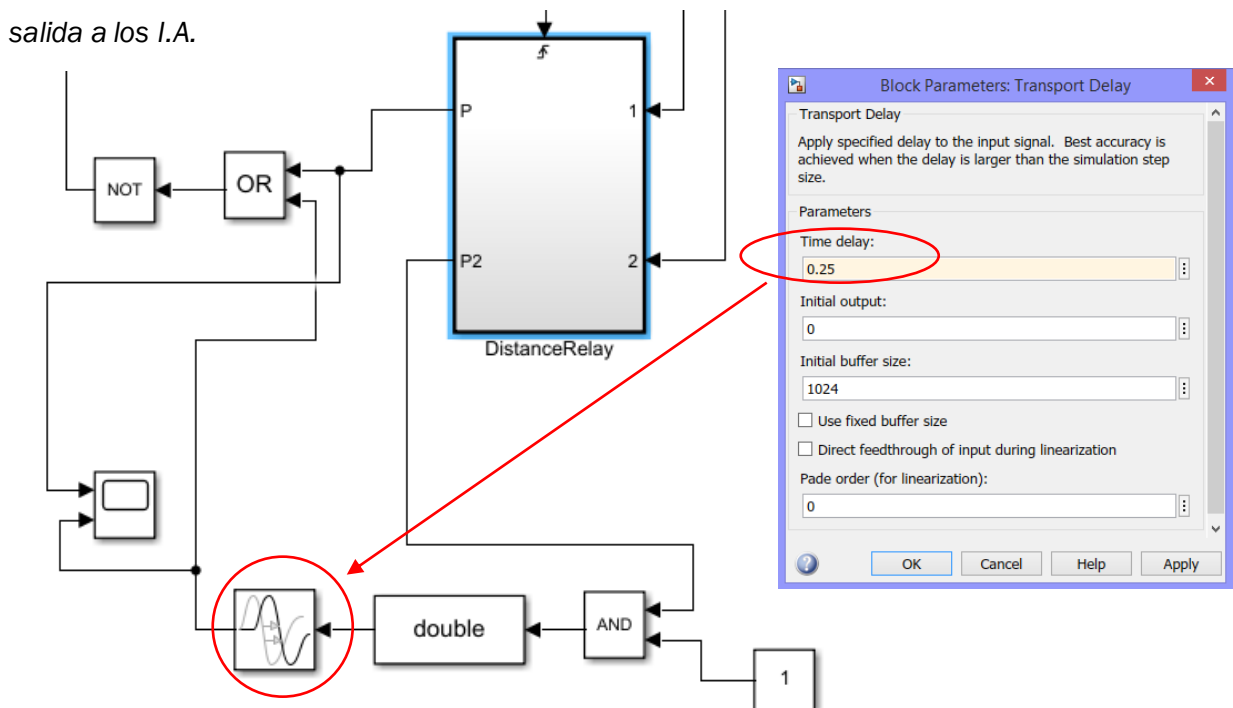 salida a los I.A.
P
1
NOT
OR
P2
2
DistanceRelay
double
AND
1
Block Parameters: Transport Delay
Transport Delay
Apply specified delay to the input signal.  Best accuracy is
achieved when the delay is larger than the simulation step
size.
Parameters
Time delay:
0.25
Initial output:
0
Initial buffer size:
1024
Use fixed buffer size
Direct feedthrough of input during linearization
Pade order (for linearization):
0
OK Cancel Help Apply